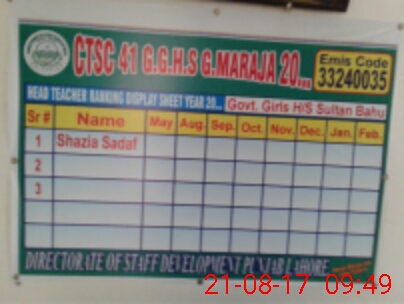 CTSC 41 G.G.H.S G.MARAJA 20
Emis Code
33240035
HEAD TEACHER RANKING DISPLAY SHEET YEAR 20...
Govt. Girls H/S Sultan Bahu
Sr # Name May Aug. Sep. Oct. Nov. Dec. Jan. Feb.
1 Shazia Sadaf
2
3
DIRECTORATE OF STAFF DEVELOPMENT PUNJAB LAHORE
21-08-17 09:49